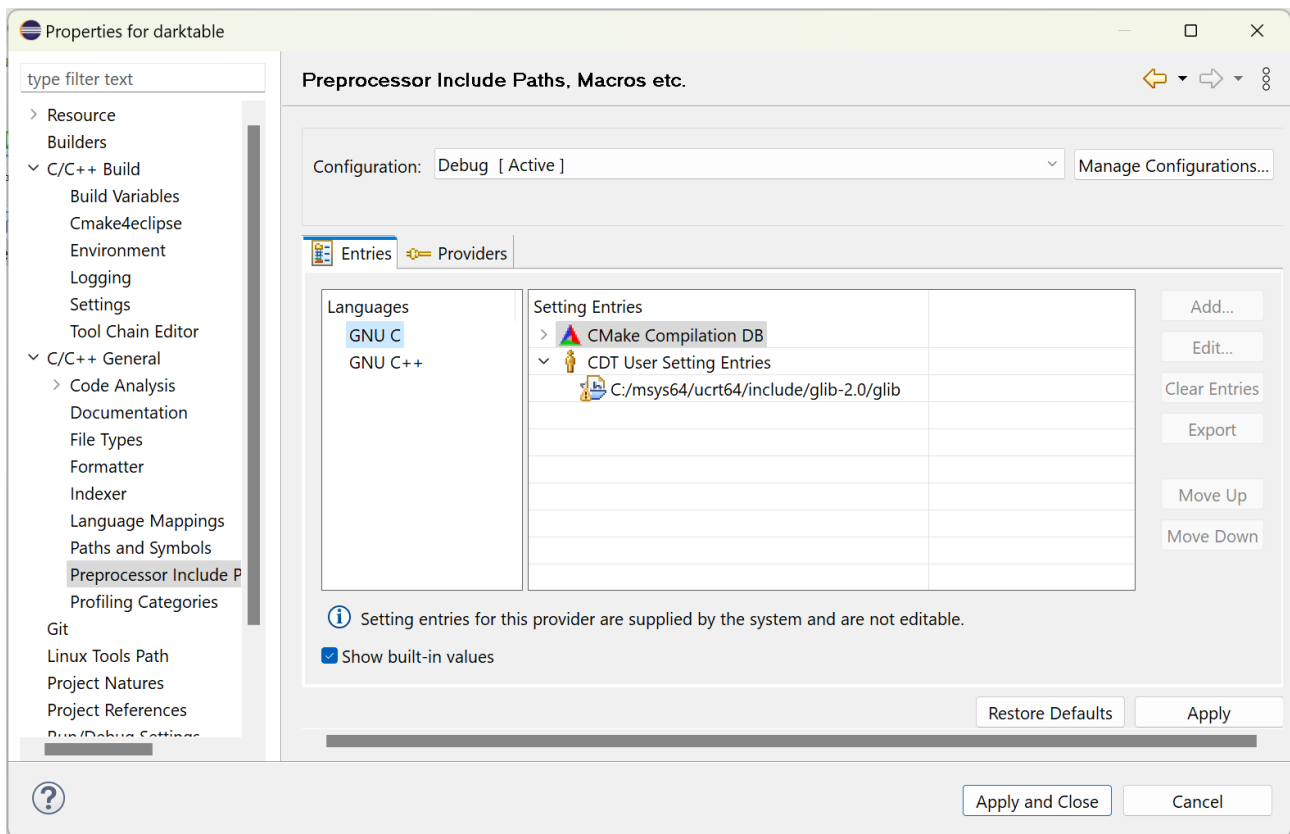 Properties for darktable
type filter text
Resource
Builders
C/C++ Build
Build Variables
Cmake4eclipse
Environment
Logging
Settings
Tool Chain Editor
C/C++ General
Code Analysis
Documentation
File Types
Formatter
Indexer
Language Mappings
Paths and Symbols
Preprocessor Include P
Profiling Categories
Git
Linux Tools Path
Project Natures
Project References
Run/Debug Settings
Preprocessor Include Paths, Macros etc.
Configuration: Debug [ Active ] Manage Configurations...
Entries Providers
Languages
GNU C
GNU C++
Setting Entries
CMake Compilation DB
CDT User Setting Entries
C:/msys64/ucrt64/include/glib-2.0/glib
Add...
Edit...
Clear Entries
Export
Move Up
Move Down
Setting entries for this provider are supplied by the system and are not editable.
Show built-in values
Restore Defaults Apply
Apply and Close Cancel